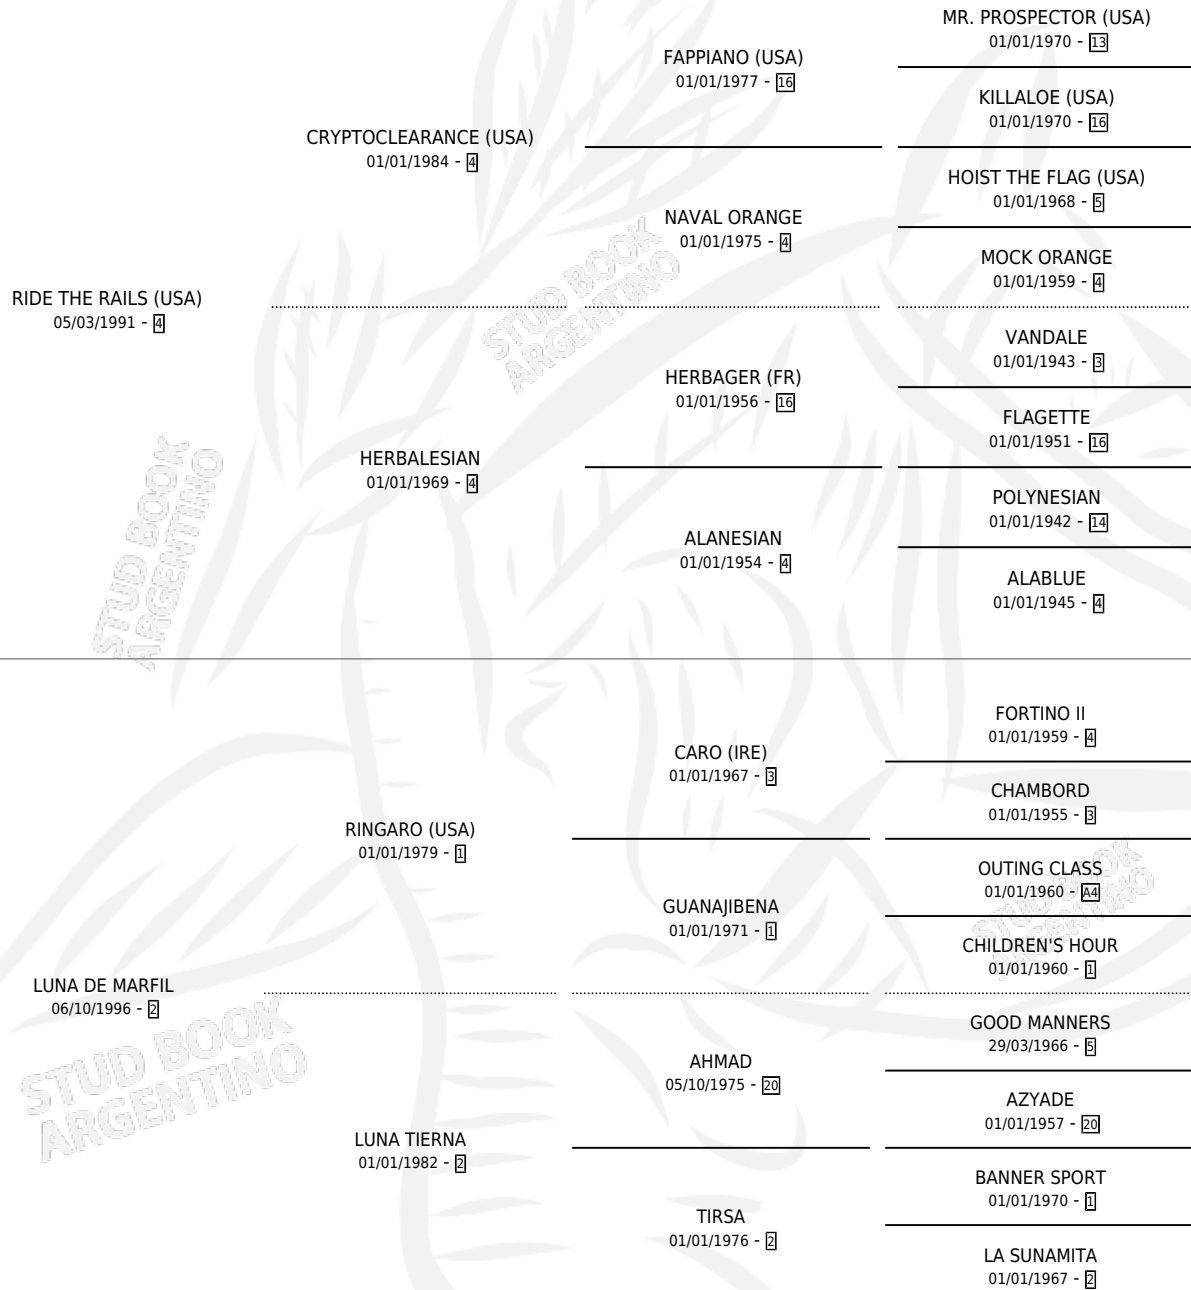 MR. PROSPECTOR (USA)
01/01/1970 - 13
FAPPIANO (USA)
01/01/1977 - 16
KILLALOE (USA)
01/01/1970 - 16
CRYPTOCLEARANCE (USA)
01/01/1984 - 4
HOIST THE FLAG (USA)
01/01/1968 - 5
NAVAL ORANGE
01/01/1975 - 4
MOCK ORANGE
01/01/1959 - 4
RIDE THE RAILS (USA)
05/03/1991 - 4
VANDALE
01/01/1943 - 3
HERBAGER (FR)
01/01/1956 - 16
FLAGETTE
01/01/1951 - 16
HERBALESIAN
01/01/1969 - 4
POLYNESIAN
01/01/1942 - 14
ALANESIAN
01/01/1954 - 4
ALABLUE
01/01/1945 - 4
STUD BOOK
ARGENTINO
STUD BOOK
ARGENTINO
FORTINO II
01/01/1959 - 4
CARO (IRE)
01/01/1967 - 3
CHAMBORD
01/01/1955 - 3
RINGARO (USA)
01/01/1979 - 1
OUTING CLASS
01/01/1960 - A4
GUANAJIBENA
01/01/1971 - 1
CHILDREN'S HOUR
01/01/1960 - 1
STUD BOOK
ARGENTINO
LUNA DE MARFIL
06/10/1996 - 2
GOOD MANNERS
29/03/1966 - 5
AHMAD
05/10/1975 - 20
AZYADE
01/01/1957 - 20
LUNA TIERNA
01/01/1982 - 2
BANNER SPORT
01/01/1970 - 1
TIRSA
01/01/1976 - 2
LA SUNAMITA
01/01/1967 - 2
STUD BOOK
ARGENTINO